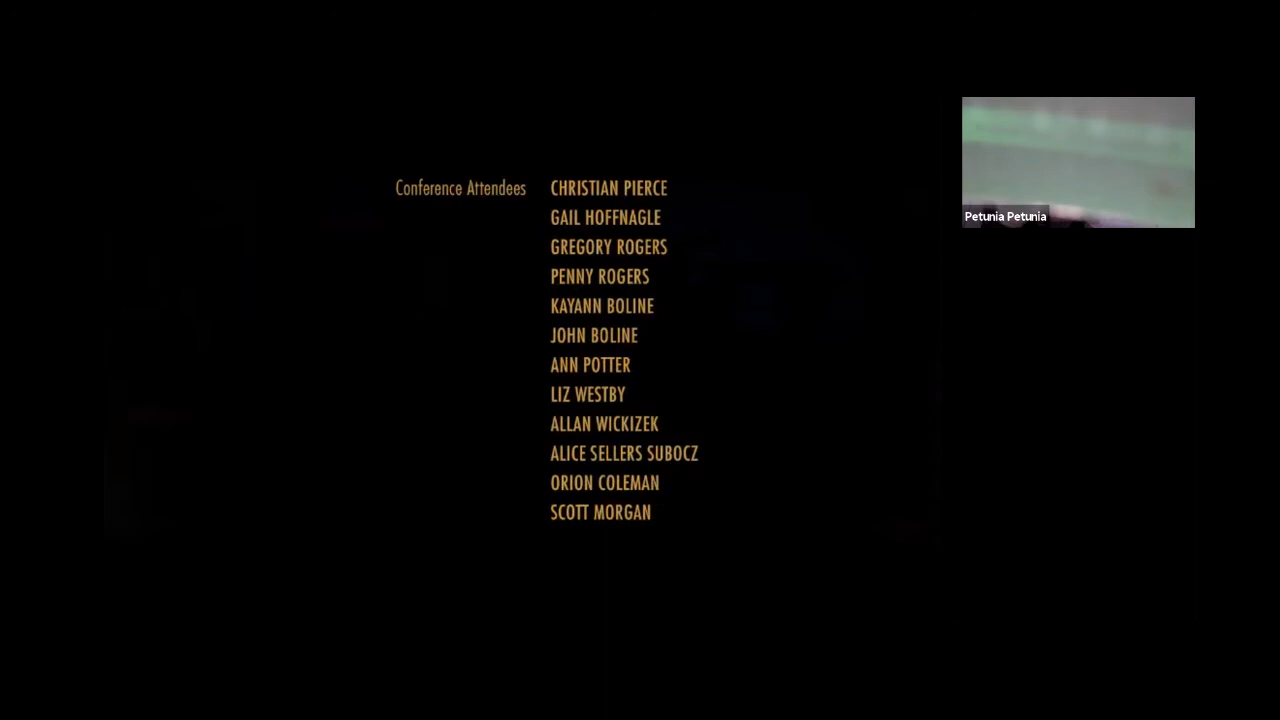 Conference Attendees CHRISTIAN PIERCE
GAIL HOFFNAGLE
GREGORY ROGERS
PENNY ROGERS
KAYANN BOLINE
JOHN BOLINE
ANN POTTER
LIZ WESTBY
ALLAN WICKIZEK
ALICE SELLERS SUBOCZ
ORION COLEMAN
SCOTT MORGAN
Petunia Petunia